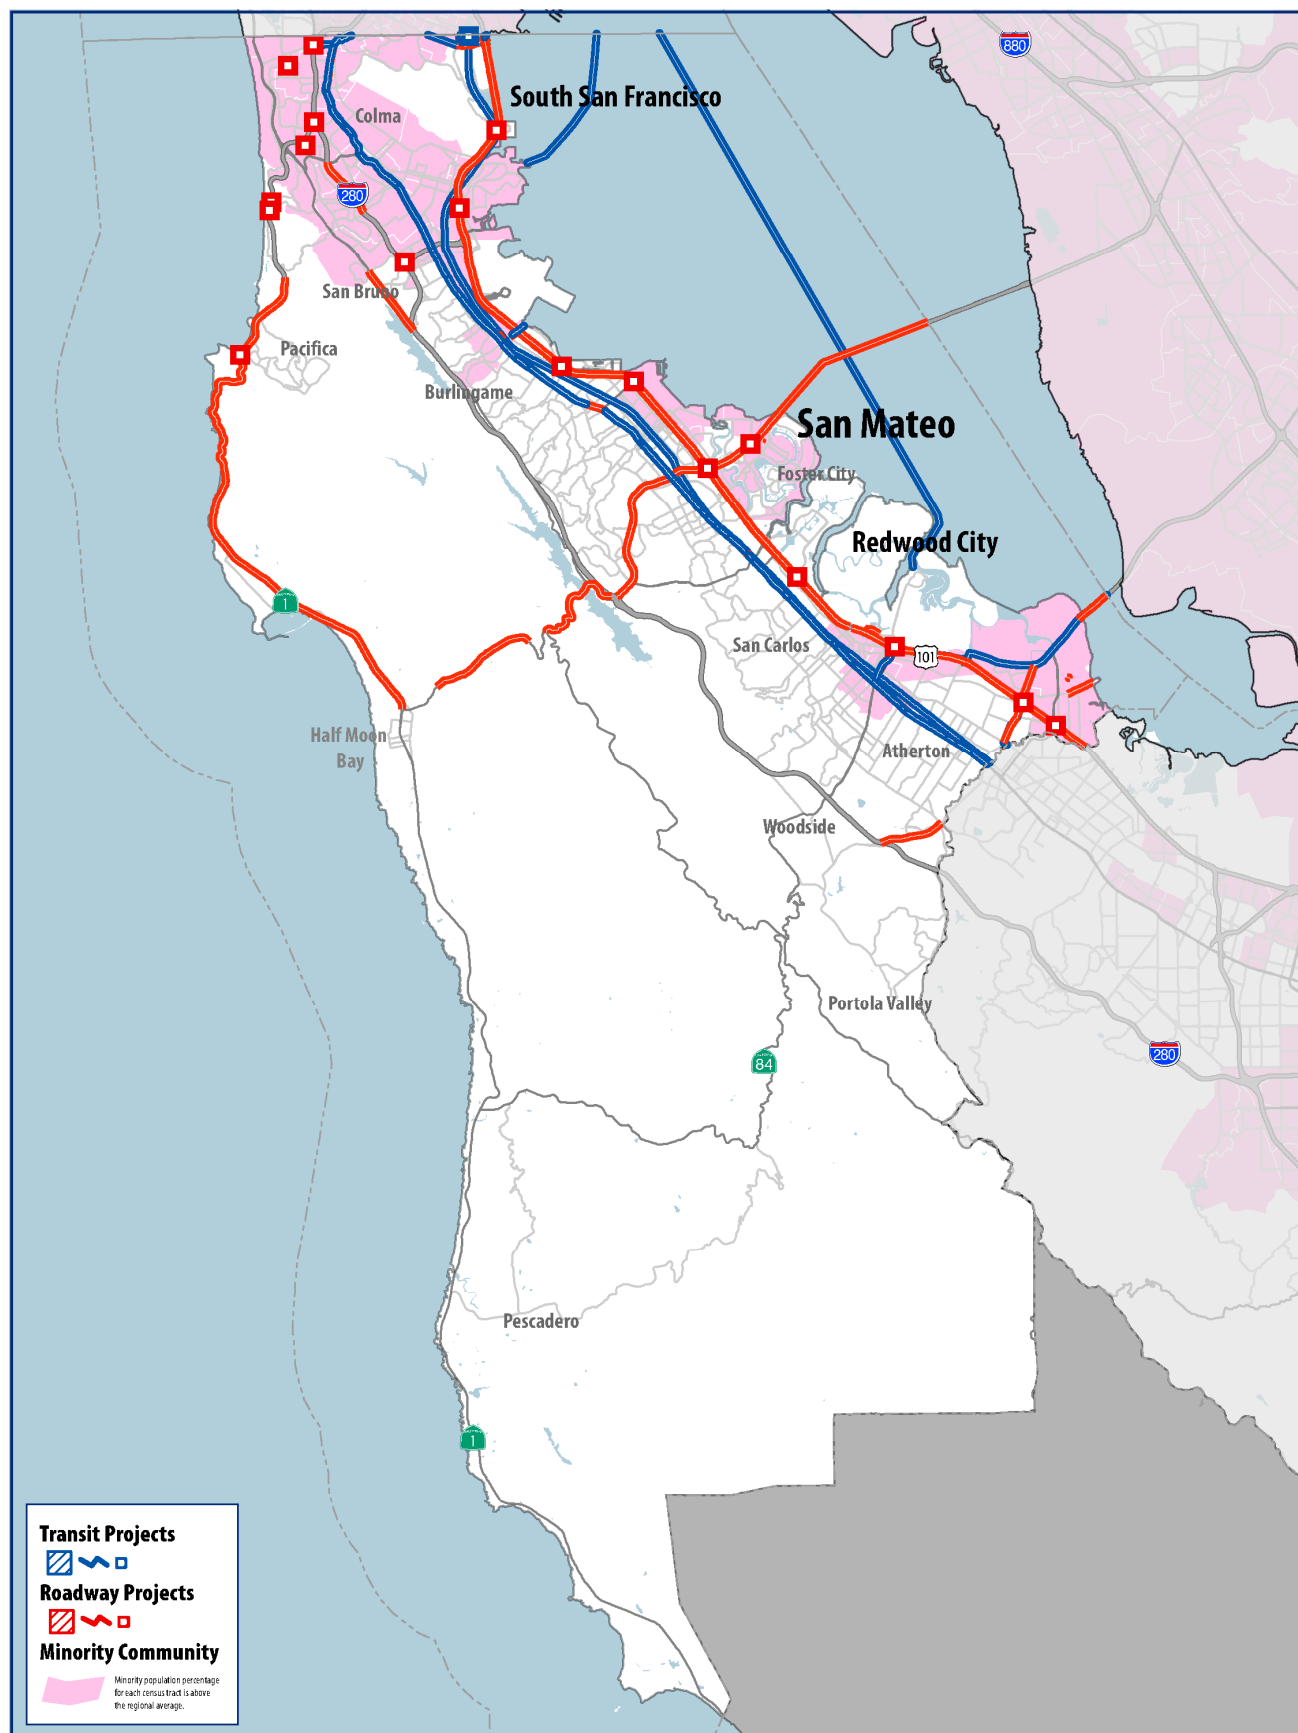 880
South San Francisco
Colma
280
San Bruno
Pacifica
Burlingame
San Mateo
Foster City
Redwood City
1
San Carlos
101
Half Moon
Bay
Atherton
Woodside
Portola Valley
280
84
Pescadero
1
Transit Projects
Roadway Projects
Minority Community
Minority population percentage
for each census tract is above
the regional average.